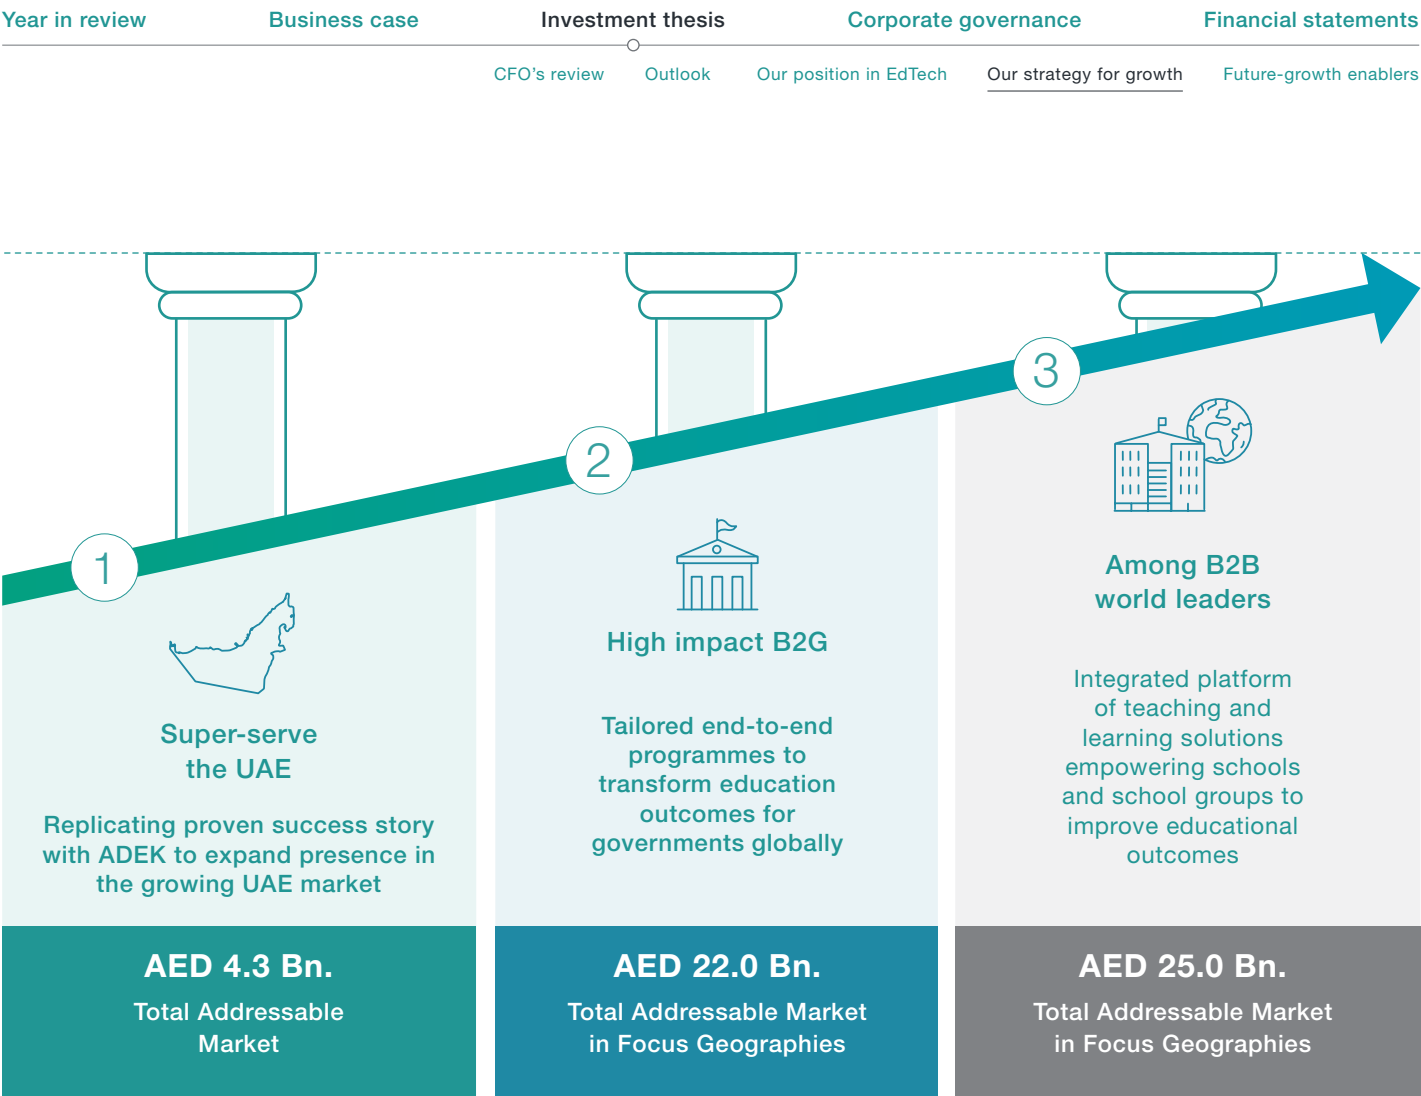 Year in review
Business case
Investment thesis
Corporate governance
Financial statements
CFO's review
Outlook
Our position in EdTech
Our strategy for growth
Future-growth enablers
1
Super-serve
the UAE
Replicating proven success story
with ADEK to expand presence in
the growing UAE market
AED 4.3 Bn.
Total Addressable
Market
2
High impact B2G
Tailored end-to-end
programmes to
transform education
outcomes for
governments globally
AED 22.0 Bn.
Total Addressable Market
in Focus Geographies
3
Among B2B
world leaders
Integrated platform
of teaching and
learning solutions
empowering schools
and school groups to
improve educational
outcomes
AED 25.0 Bn.
Total Addressable Market
in Focus Geographies